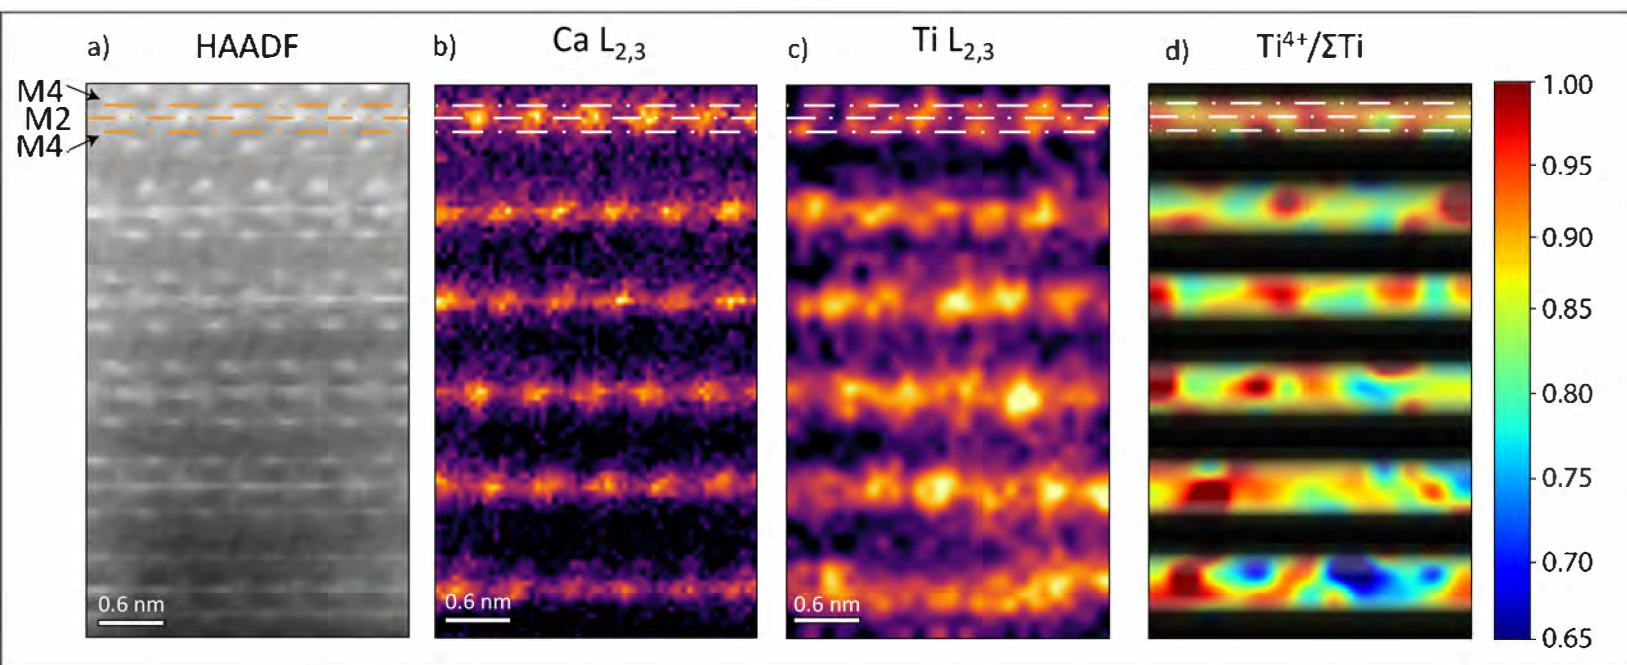 a) HAADF
b) Ca L₂,₃
c) Ti L₂,₃
d) Ti⁴⁺/ΣTi
M4
M2
M4
0.6 nm
0.6 nm
0.6 nm
1.00
0.95
0.90
0.85
0.80
0.75
0.70
0.65